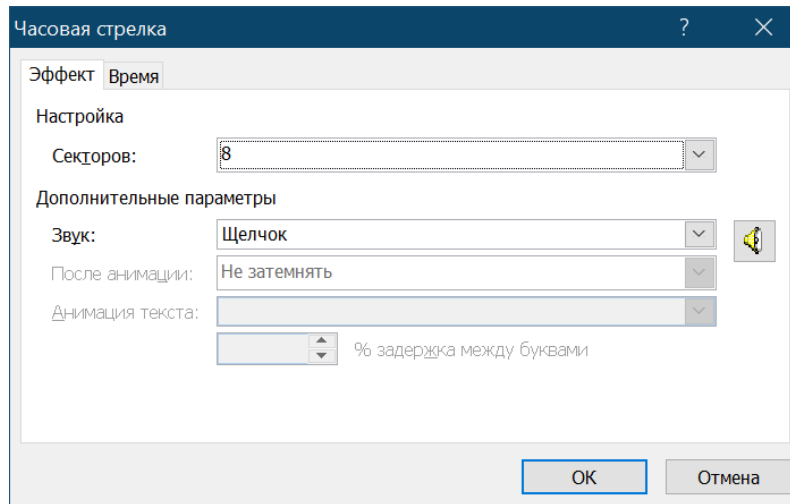 Часовая стрелка
Эффект Время
Настройка
Секторов: 8
Дополнительные параметры
Звук: Щелчок
После анимации: Не затемнять
Анимация текста:
% задержка между буквами
ОК Отмена